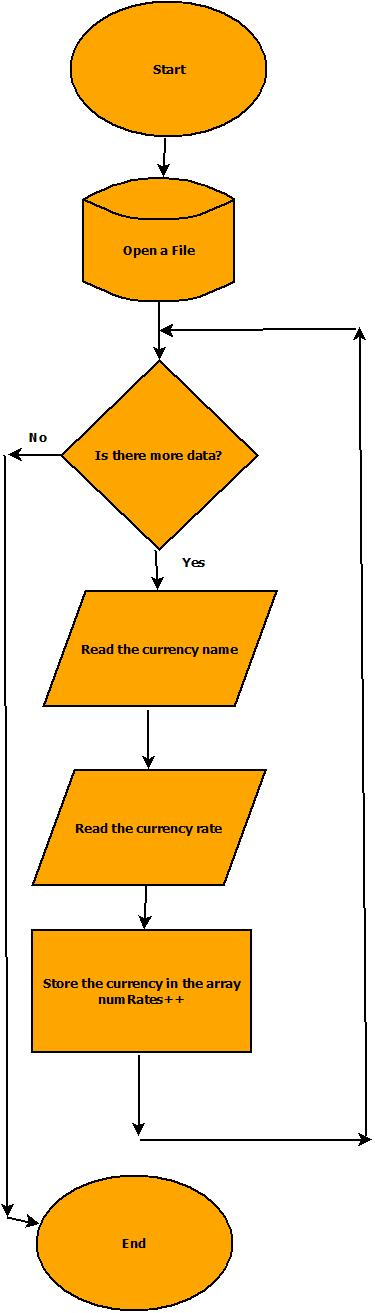 Start
Open a File
Is there more data?
No
Yes
Read the currency name
Read the currency rate
Store the currency in the array
numRates++
End